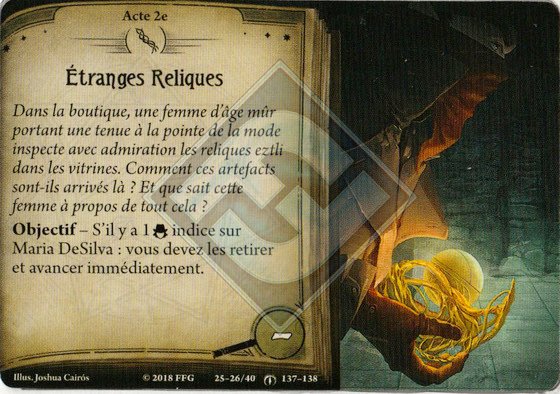 Acte 2e
Étranges Reliques
Dans la boutique, une femme d'âge mûr
portant une tenue à la pointe de la mode
inspecte avec admiration les reliques eztli
dans les vitrines. Comment ces artefacts
sont-ils arrivés là ? Et que sait cette
femme à propos de tout cela ?
Objectif – S'il y a 1 indice sur
Maria DeSilva : vous devez les retirer
et avancer immédiatement.
–
Illus. Joshua Cairós © 2018 FFG 25–26/40 137–138